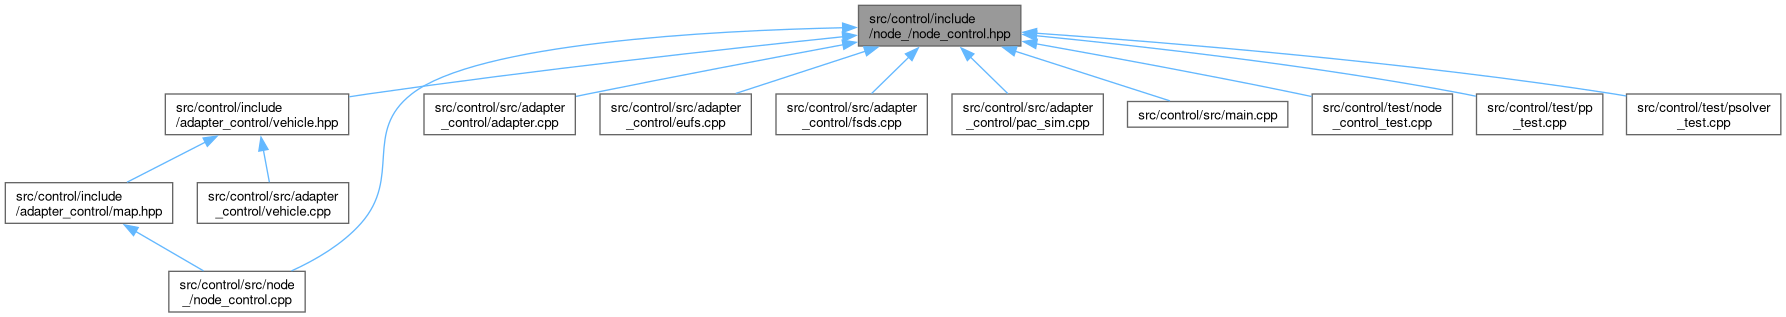 src/control/include
/node_/node_control.hpp
src/control/include
/adapter_control/vehicle.hpp
src/control/src/adapter
_control/adapter.cpp
src/control/src/adapter
_control/eufs.cpp
src/control/src/adapter
_control/fsds.cpp
src/control/src/adapter
_control/pac_sim.cpp
src/control/src/main.cpp
src/control/test/node
_control_test.cpp
src/control/test/pp
_test.cpp
src/control/test/psolver
_test.cpp
src/control/include
/adapter_control/map.hpp
src/control/src/adapter
_control/vehicle.cpp
src/control/src/node
_/node_control.cpp